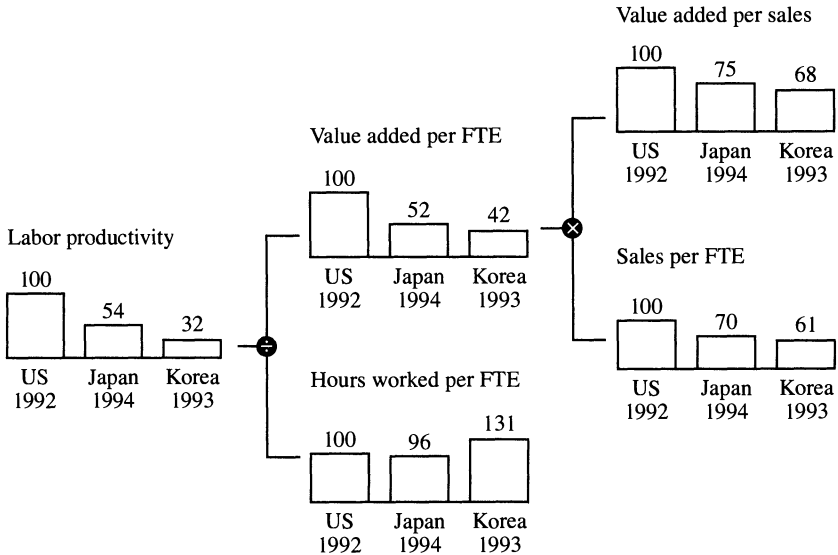 Labor productivity
100
54
32
US
1992
Japan
1994
Korea
1993
÷
Value added per FTE
100
52
42
US
1992
Japan
1994
Korea
1993
Hours worked per FTE
100
96
131
US
1992
Japan
1994
Korea
1993
×
Value added per sales
100
75
68
US
1992
Japan
1994
Korea
1993
Sales per FTE
100
70
61
US
1992
Japan
1994
Korea
1993